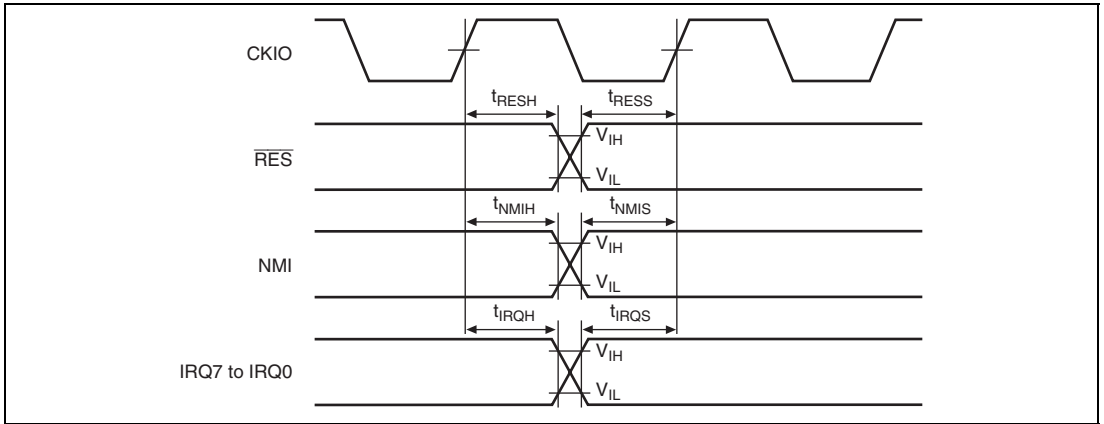 CKIO
tRESH tRESS
RES
VIH
VIL
tNMIH tNMIS
NMI
VIH
VIL
tIRQH tIRQS
IRQ7 to IRQ0
VIH
VIL